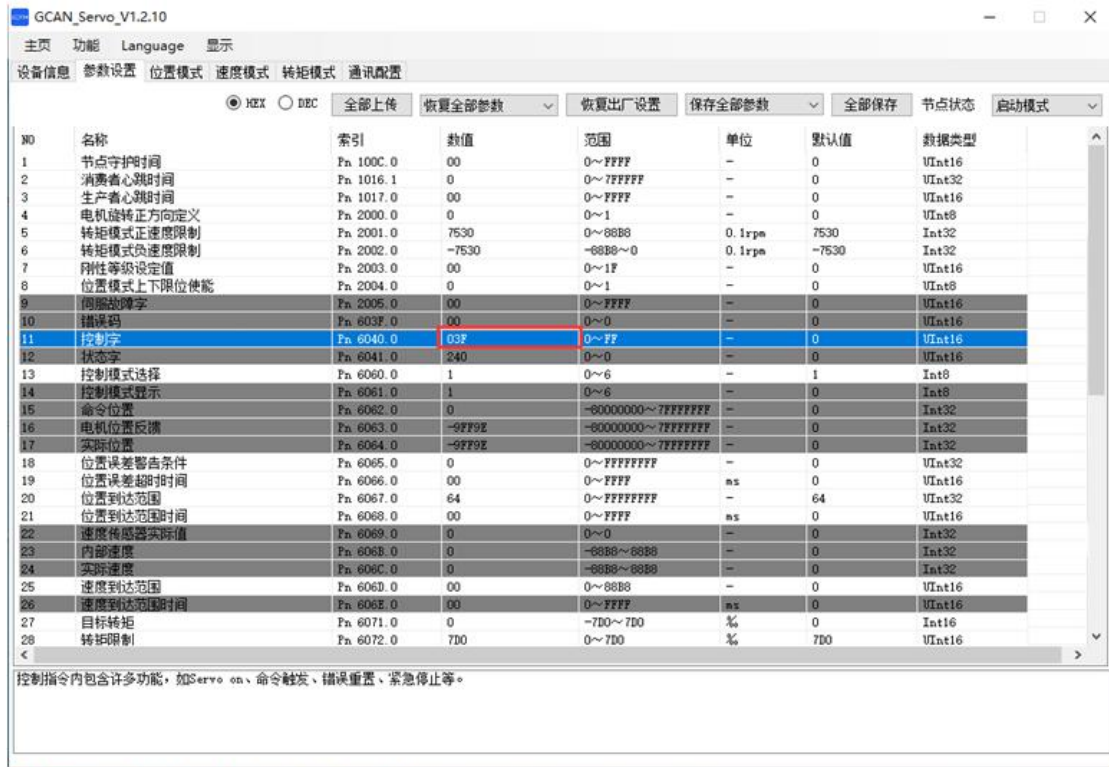 GCAN_Servo_V1.2.10
主页 功能 Language 显示
设备信息 参数设置 位置模式 速度模式 转矩模式 通讯配置
HEX DEC 全部上传 恢复全部参数 恢复出厂设置 保存全部参数 全部保存 节点状态 启动模式
NO 名称 索引 数值 范围 单位 默认值 数据类型
1 节点守护时间 Pn 100C.0 00 0~FFFF - 0 UInt16
2 消费者心跳时间 Pn 1016.1 0 0~7FFFFF - 0 UInt32
3 生产者心跳时间 Pn 1017.0 00 0~FFFF - 0 UInt16
4 电机旋转正方向定义 Pn 2000.0 0 0~1 - 0 UInt8
5 转矩模式正速度限制 Pn 2001.0 7530 0~88B8 0.1rpm 7530 Int32
6 转矩模式负速度限制 Pn 2002.0 -7530 -88B8~0 0.1rpm -7530 Int32
7 刚性等级设定值 Pn 2003.0 00 0~1F - 0 UInt16
8 位置模式上下限位使能 Pn 2004.0 0 0~1 - 0 UInt8
9 伺服故障字 Pn 2005.0 00 0~FFFF - 0 UInt16
10 错误码 Pn 603F.0 00 0~0 - 0 UInt16
11 控制字 Pn 6040.0 03F 0~FF - 0 UInt16
12 状态字 Pn 6041.0 240 0~0 - 0 UInt16
13 控制模式选择 Pn 6060.0 1 0~6 - 1 Int8
14 控制模式显示 Pn 6061.0 1 0~6 - 0 Int8
15 命令位置 Pn 6062.0 0 -80000000~7FFFFFFF - 0 Int32
16 电机位置反馈 Pn 6063.0 -9FF9E -80000000~7FFFFFFF - 0 Int32
17 实际位置 Pn 6064.0 -9FF9E -80000000~7FFFFFFF - 0 Int32
18 位置误差警告条件 Pn 6065.0 0 0~FFFFFFFF - 0 UInt32
19 位置误差超时时间 Pn 6066.0 00 0~FFFF ms 0 UInt16
20 位置到达范围 Pn 6067.0 64 0~FFFFFFFF - 64 UInt32
21 位置到达范围时间 Pn 6068.0 00 0~FFFF ms 0 UInt16
22 速度传感器实际值 Pn 6069.0 0 0~0 - 0 Int32
23 内部速度 Pn 606B.0 0 -88B8~88B8 - 0 Int32
24 实际速度 Pn 606C.0 0 -88B8~88B8 - 0 Int32
25 速度到达范围 Pn 606D.0 00 0~88B8 - 0 UInt16
26 速度到达范围时间 Pn 606E.0 00 0~FFFF ms 0 UInt16
27 目标转矩 Pn 6071.0 0 -7D0~7D0 ‰ 0 Int16
28 转矩限制 Pn 6072.0 7D0 0~7D0 ‰ 7D0 UInt16
控制指令内包含许多功能，如Servo on、命令触发、错误重置、紧急停止等。